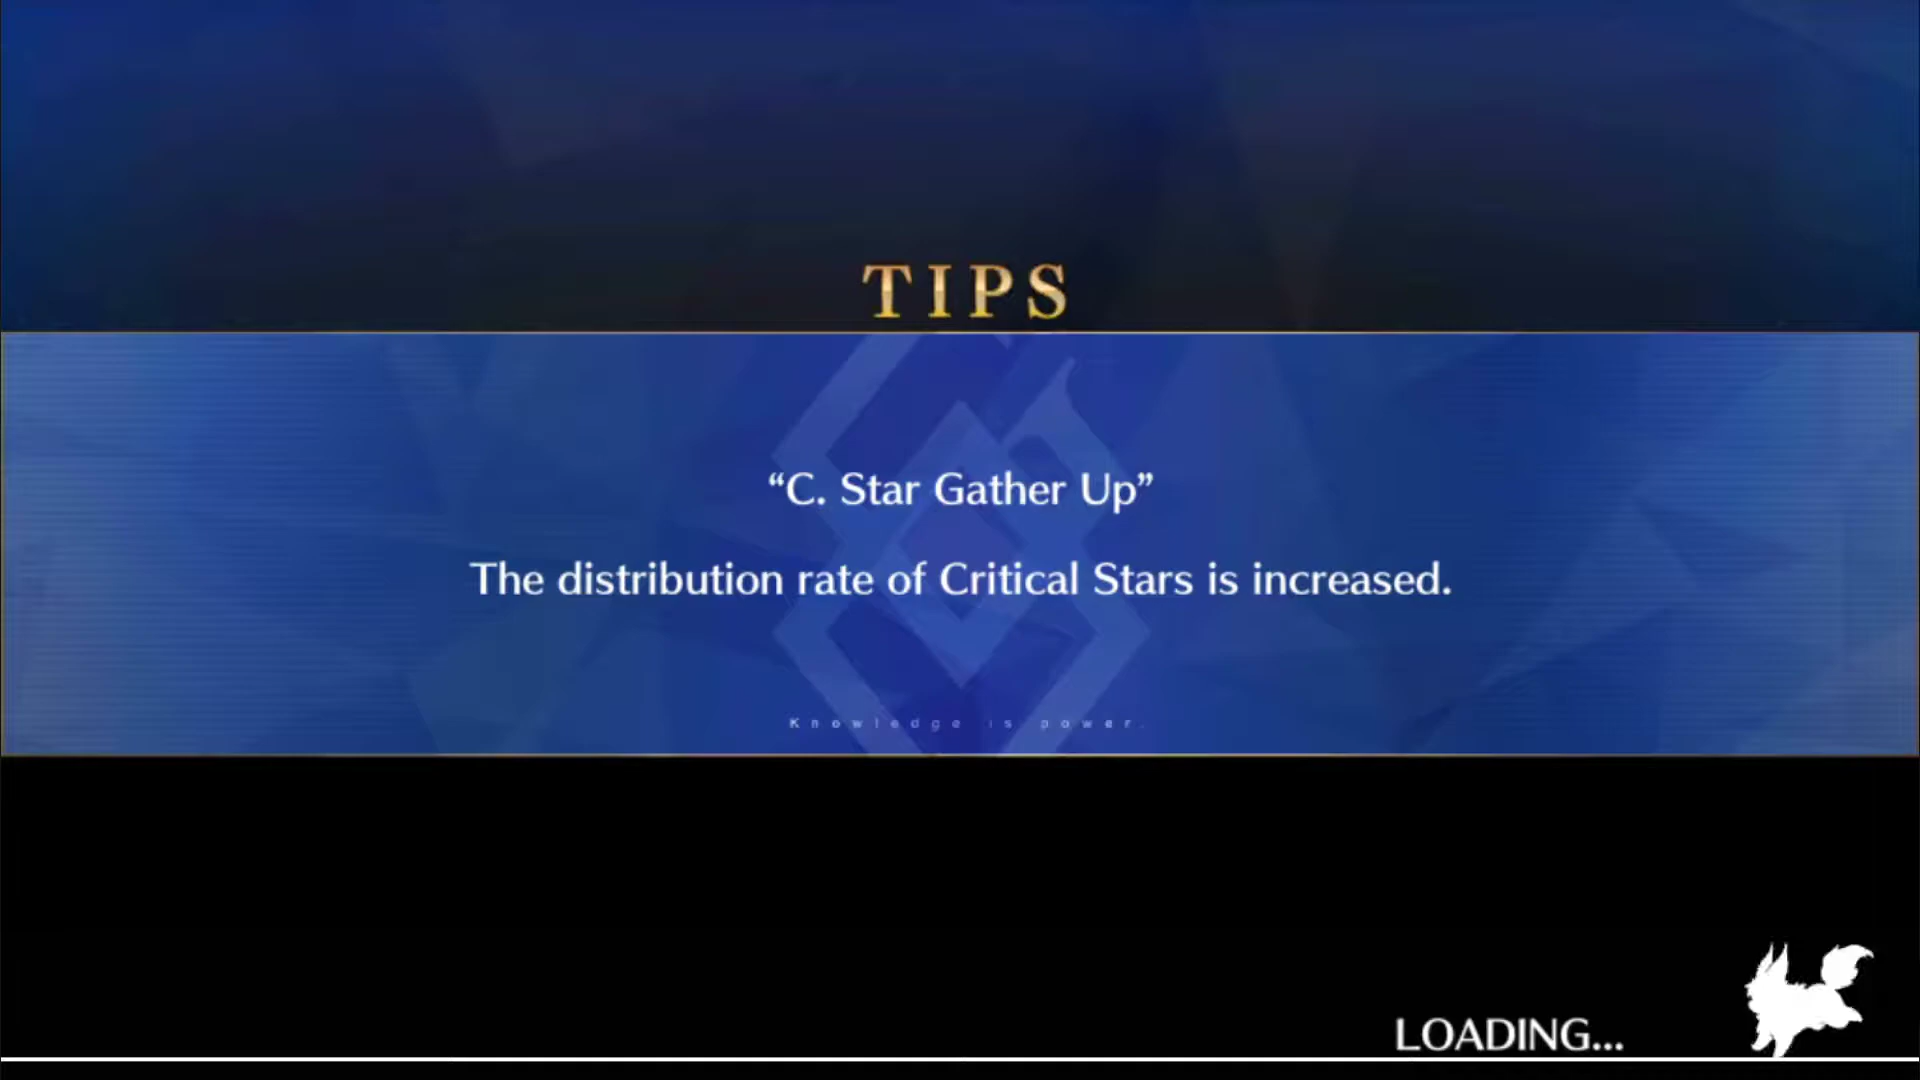 TIPS
“C. Star Gather Up”
The distribution rate of Critical Stars is increased.
Knowledge is power.
LOADING...